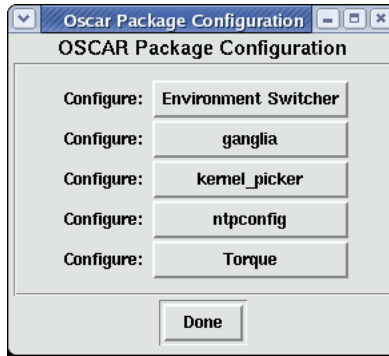 Oscar Package Configuration
OSCAR Package Configuration
Configure: Environment Switcher
Configure: ganglia
Configure: kernel_picker
Configure: ntpconfig
Configure: Torque
Done